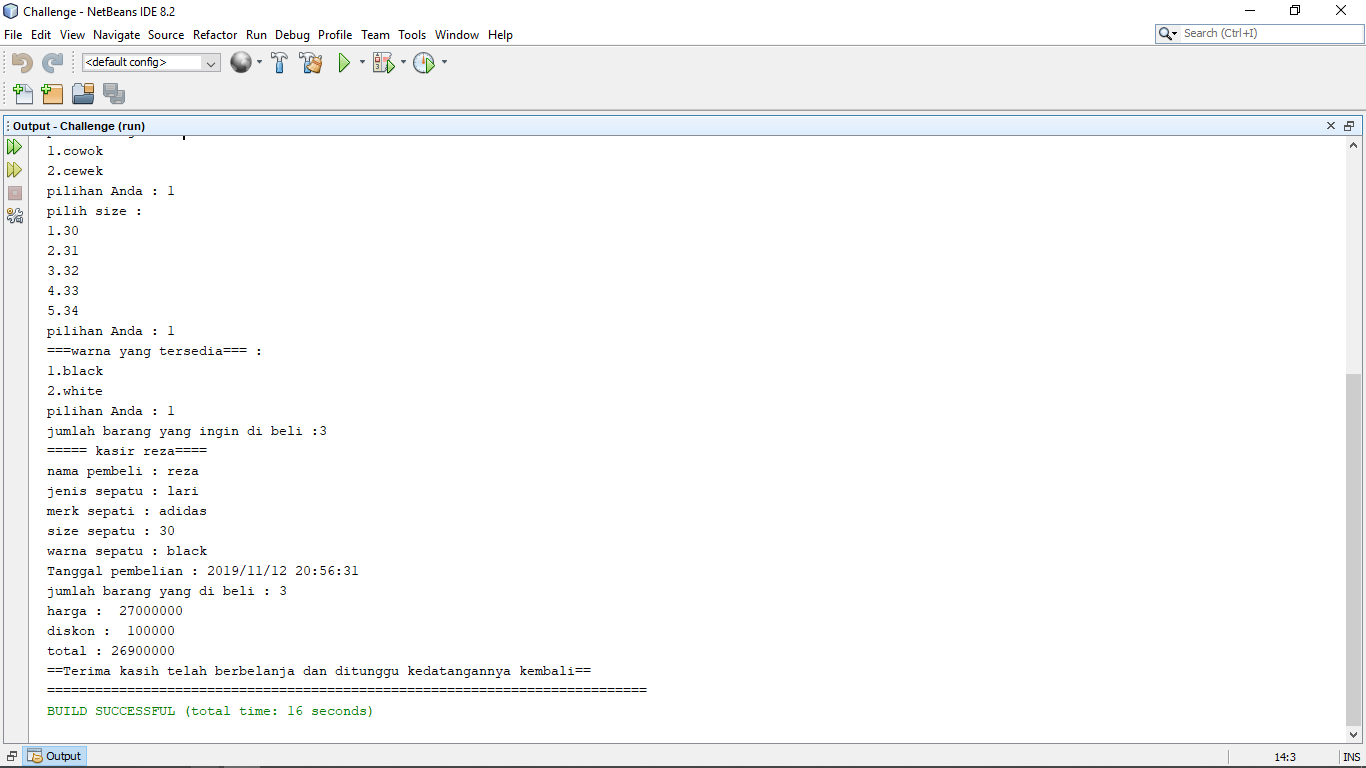 Challenge - NetBeans IDE 8.2
File Edit View Navigate Source Refactor Run Debug Profile Team Tools Window Help
Search (Ctrl+I)
<default config>
Output - Challenge (run)
1.cowok
2.cewek
pilihan Anda : 1
pilih size :
1.30
2.31
3.32
4.33
5.34
pilihan Anda : 1
===warna yang tersedia=== :
1.black
2.white
pilihan Anda : 1
jumlah barang yang ingin di beli :3
===== kasir reza====
nama pembeli : reza
jenis sepatu : lari
merk sepati : adidas
size sepatu : 30
warna sepatu : black
Tanggal pembelian : 2019/11/12 20:56:31
jumlah barang yang di beli : 3
harga :  27000000
diskon :  100000
total : 26900000
==Terima kasih telah berbelanja dan ditunggu kedatangannya kembali==
===========================================================================
BUILD SUCCESSFUL (total time: 16 seconds)
Output
14:3 INS